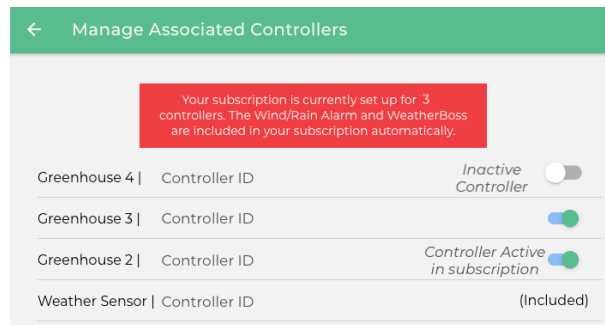 Manage Associated Controllers
Your subscription is currently set up for 3
controllers. The Wind/Rain Alarm and WeatherBoss
are included in your subscription automatically.
Greenhouse 4 | Controller ID Inactive
Controller
Greenhouse 3 | Controller ID
Greenhouse 2 | Controller ID Controller Active
in subscription
Weather Sensor | Controller ID (Included)